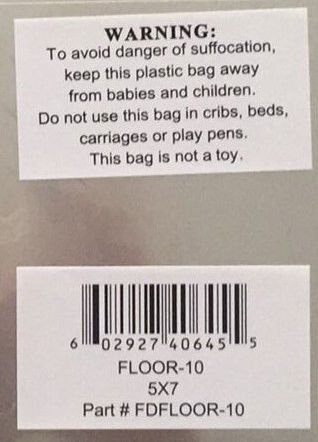 WARNING:
To avoid danger of suffocation,
keep this plastic bag away
from babies and children.
Do not use this bag in cribs, beds,
carriages or play pens.
This bag is not a toy.
6 02927 40645 5
FLOOR-10
5X7
Part # FDFLOOR-10